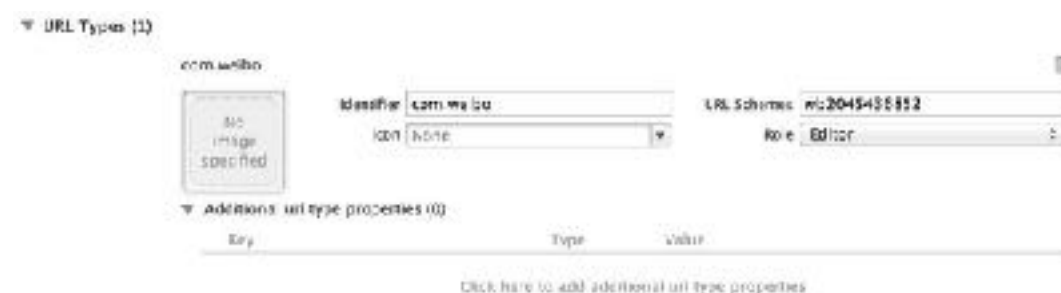 URL Types (1)
com.weibo
No image specified
Identifier com.weibo
URL Schemes wb2045436852
Icon None
Role Editor
Additional url type properties (0)
Key Type Value
Click here to add additional url type properties